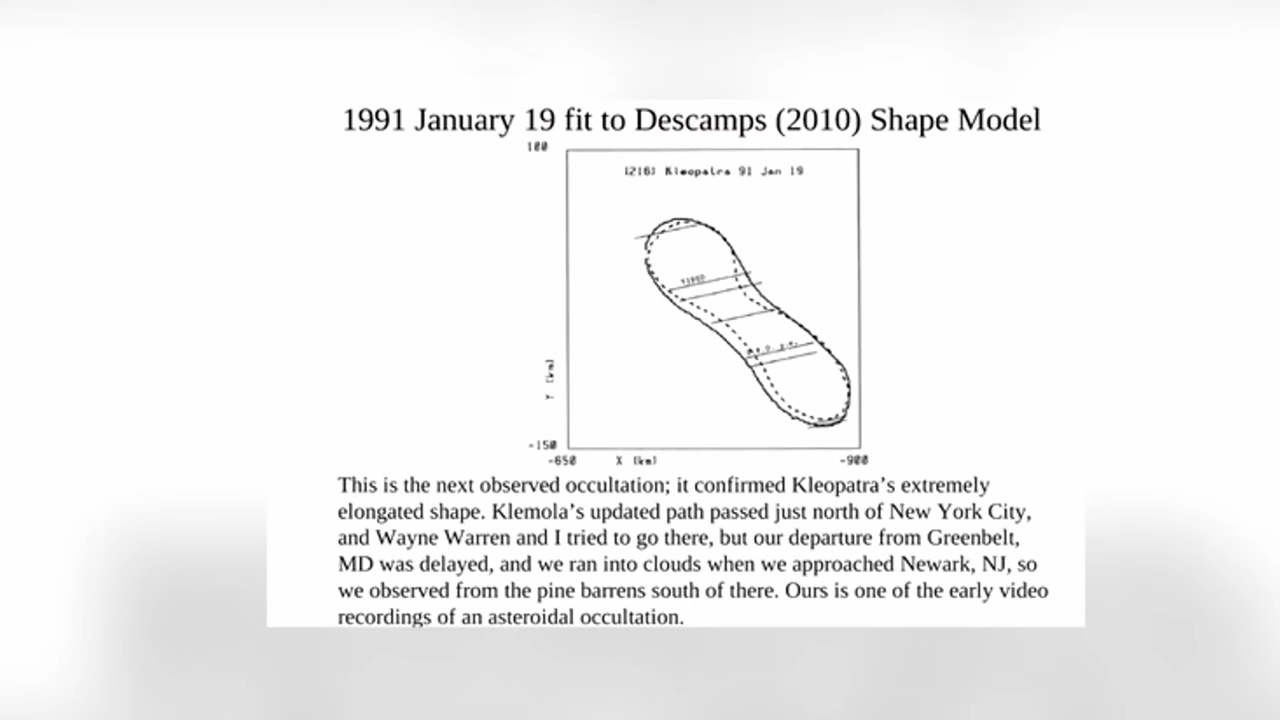 1991 January 19 fit to Descamps (2010) Shape Model
100
(216) Kleopatra 91 Jan 19
Y (km)
-150
-650 X (km) -900
This is the next observed occultation; it confirmed Kleopatra’s extremely
elongated shape. Klemola’s updated path passed just north of New York City,
and Wayne Warren and I tried to go there, but our departure from Greenbelt,
MD was delayed, and we ran into clouds when we approached Newark, NJ, so
we observed from the pine barrens south of there. Ours is one of the early video
recordings of an asteroidal occultation.